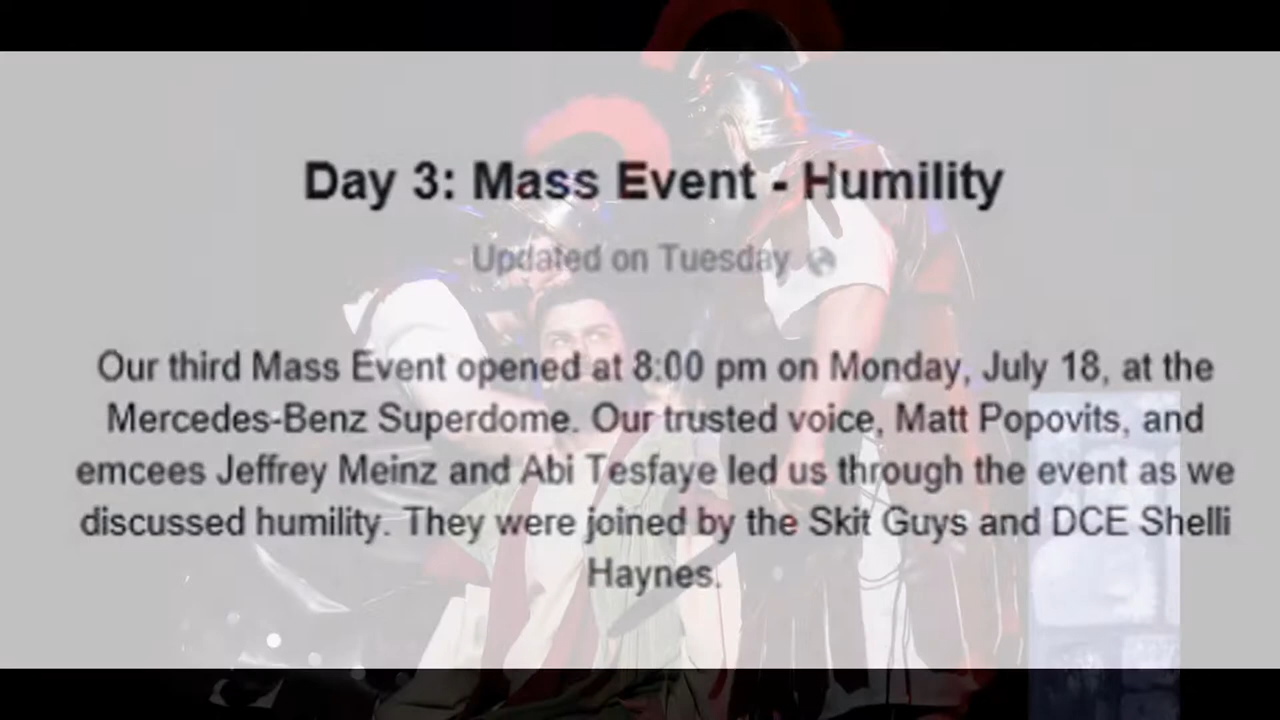 Day 3: Mass Event - Humility
Updated on Tuesday
Our third Mass Event opened at 8:00 pm on Monday, July 18, at the
Mercedes-Benz Superdome. Our trusted voice, Matt Popovits, and
emcees Jeffrey Meinz and Abi Tesfaye led us through the event as we
discussed humility. They were joined by the Skit Guys and DCE Shelli
Haynes.